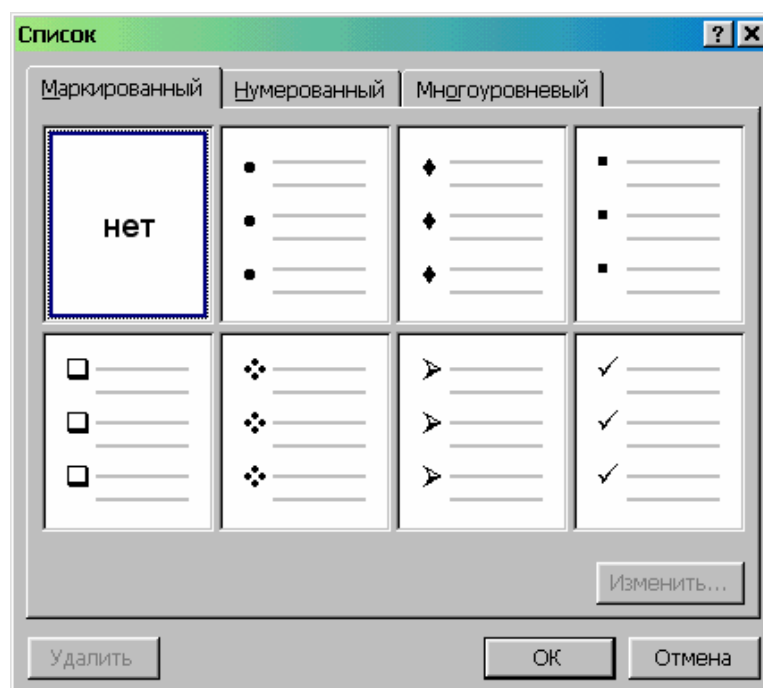 Список
Маркированный Нумерованный Многоуровневый
нет
Изменить...
Удалить ОК Отмена